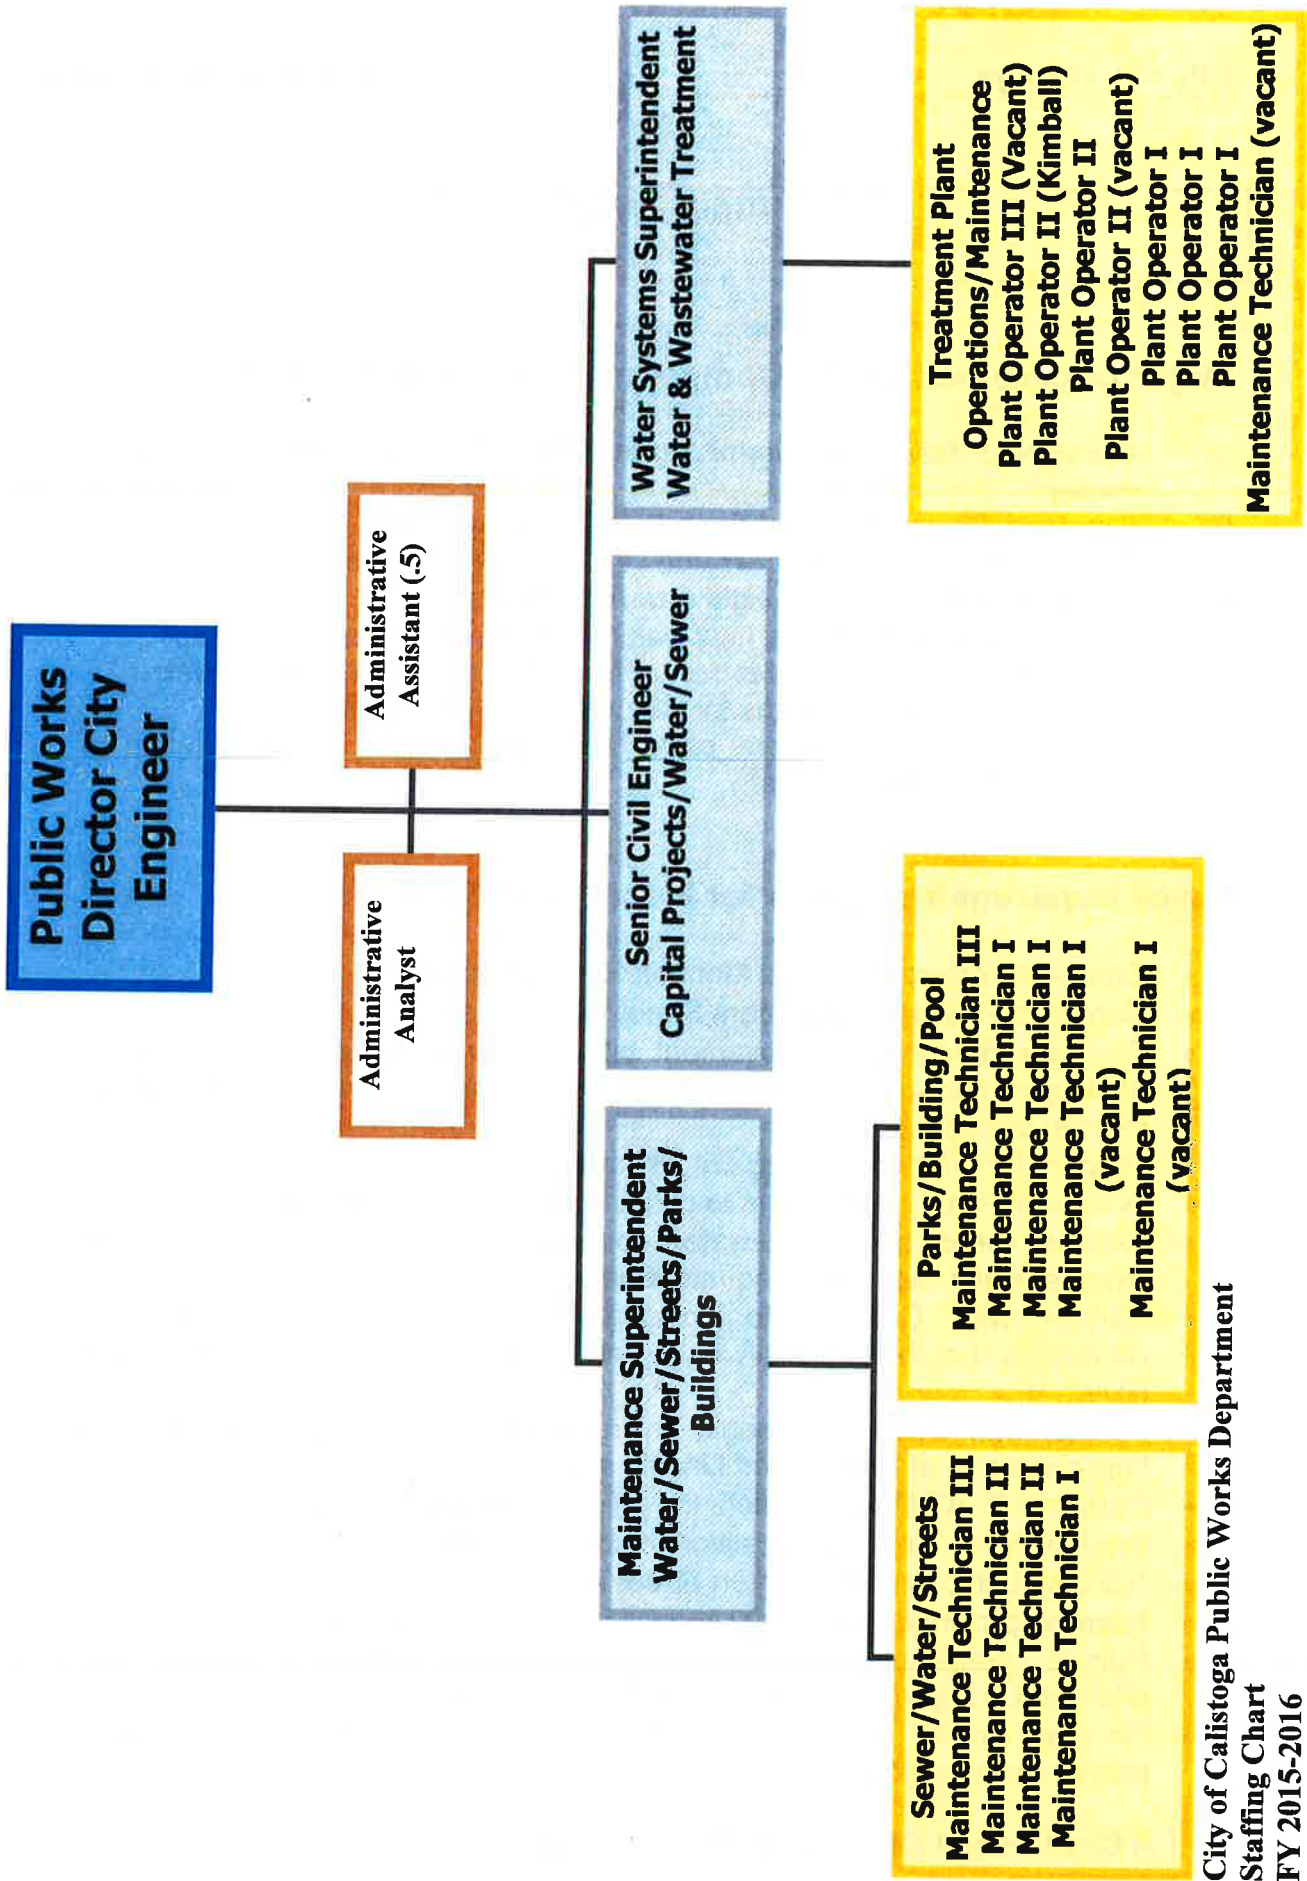 Public Works
Director City
Engineer
Administrative
Analyst
Administrative
Assistant (.5)
Maintenance Superintendent
Water/Sewer/Streets/Parks/
Buildings
Senior Civil Engineer
Capital Projects/Water/Sewer
Water Systems Superintendent
Water & Wastewater Treatment
Sewer/Water/Streets
Maintenance Technician III
Maintenance Technician II
Maintenance Technician II
Maintenance Technician I
Parks/Building/Pool
Maintenance Technician III
Maintenance Technician I
Maintenance Technician I
Maintenance Technician I
(vacant)
Maintenance Technician I
(vacant)
Treatment Plant
Operations/Maintenance
Plant Operator III (Vacant)
Plant Operator II (Kimball)
Plant Operator II
Plant Operator II (vacant)
Plant Operator I
Plant Operator I
Plant Operator I
Maintenance Technician (vacant)
City of Calistoga Public Works Department
Staffing Chart
FY 2015-2016